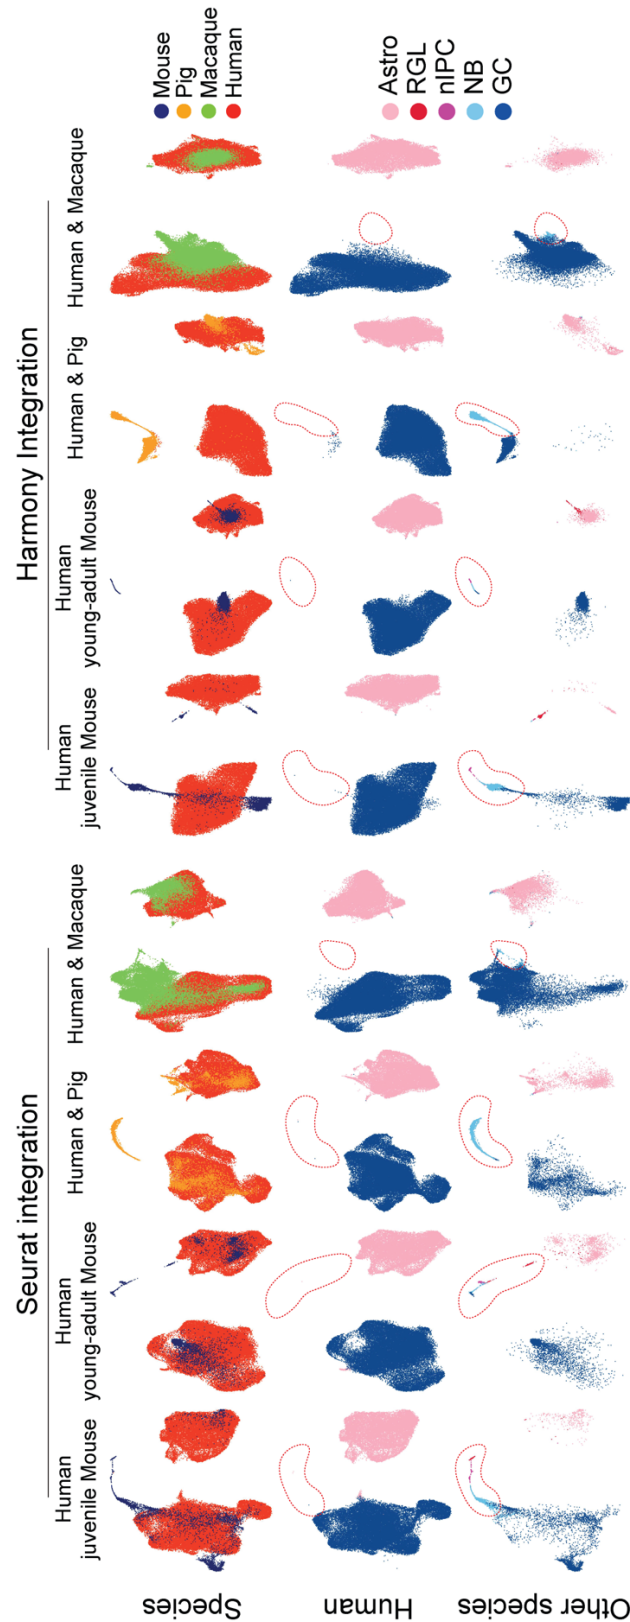 Seurat integration
Harmony Integration
Human
juvenile Mouse
Human
young-adult Mouse
Human & Pig
Human & Macaque
Human
juvenile Mouse
Human
young-adult Mouse
Human & Pig
Human & Macaque
Species
Human
Other species
Mouse
Pig
Macaque
Human
Astro
RGL
nIPC
NB
GC